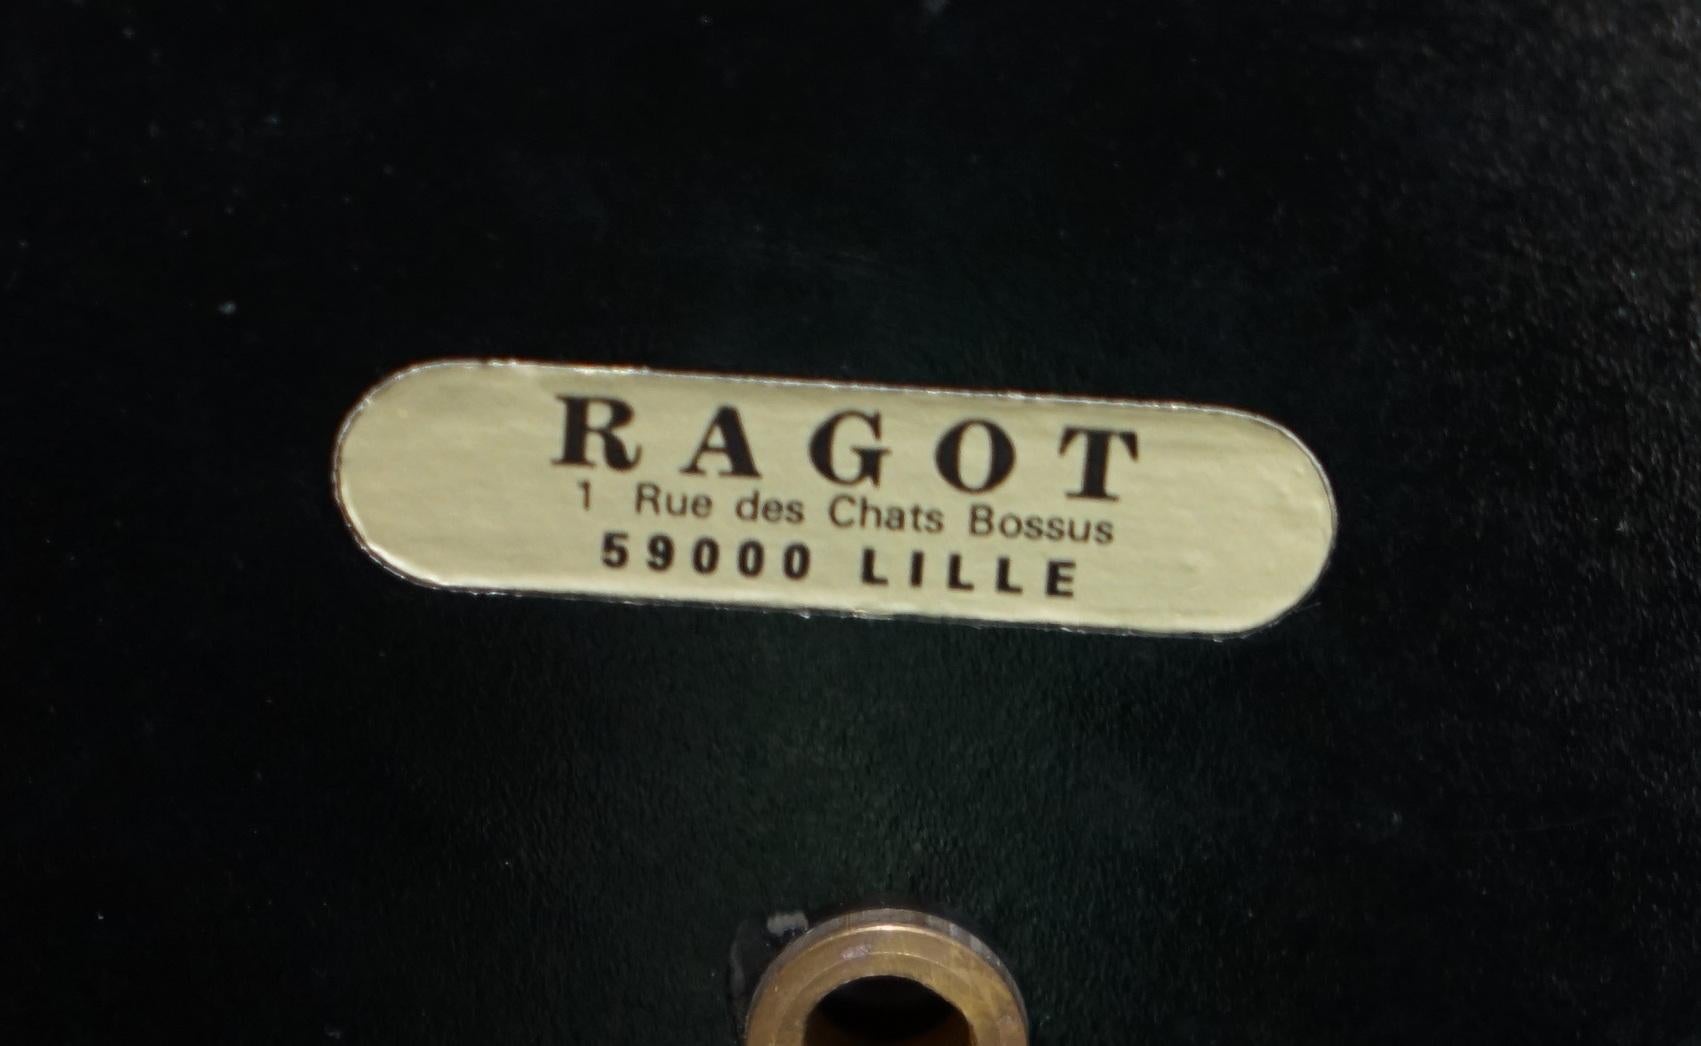 RAGOT
1 Rue des Chats Bossus
59000 LILLE